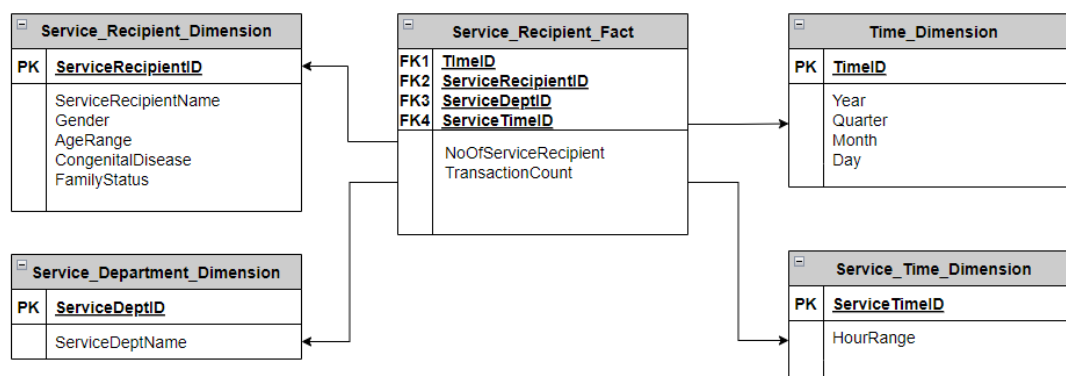 Service_Recipient_Dimension
PK ServiceRecipientID
ServiceRecipientName
Gender
AgeRange
CongenitalDisease
FamilyStatus
Service_Recipient_Fact
FK1 TImeID
FK2 ServiceRecipientID
FK3 ServiceDeptID
FK4 ServiceTimeID
NoOfServiceRecipient
TransactionCount
Time_Dimension
PK TimeID
Year
Quarter
Month
Day
Service_Department_Dimension
PK ServiceDeptID
ServiceDeptName
Service_Time_Dimension
PK ServiceTimeID
HourRange